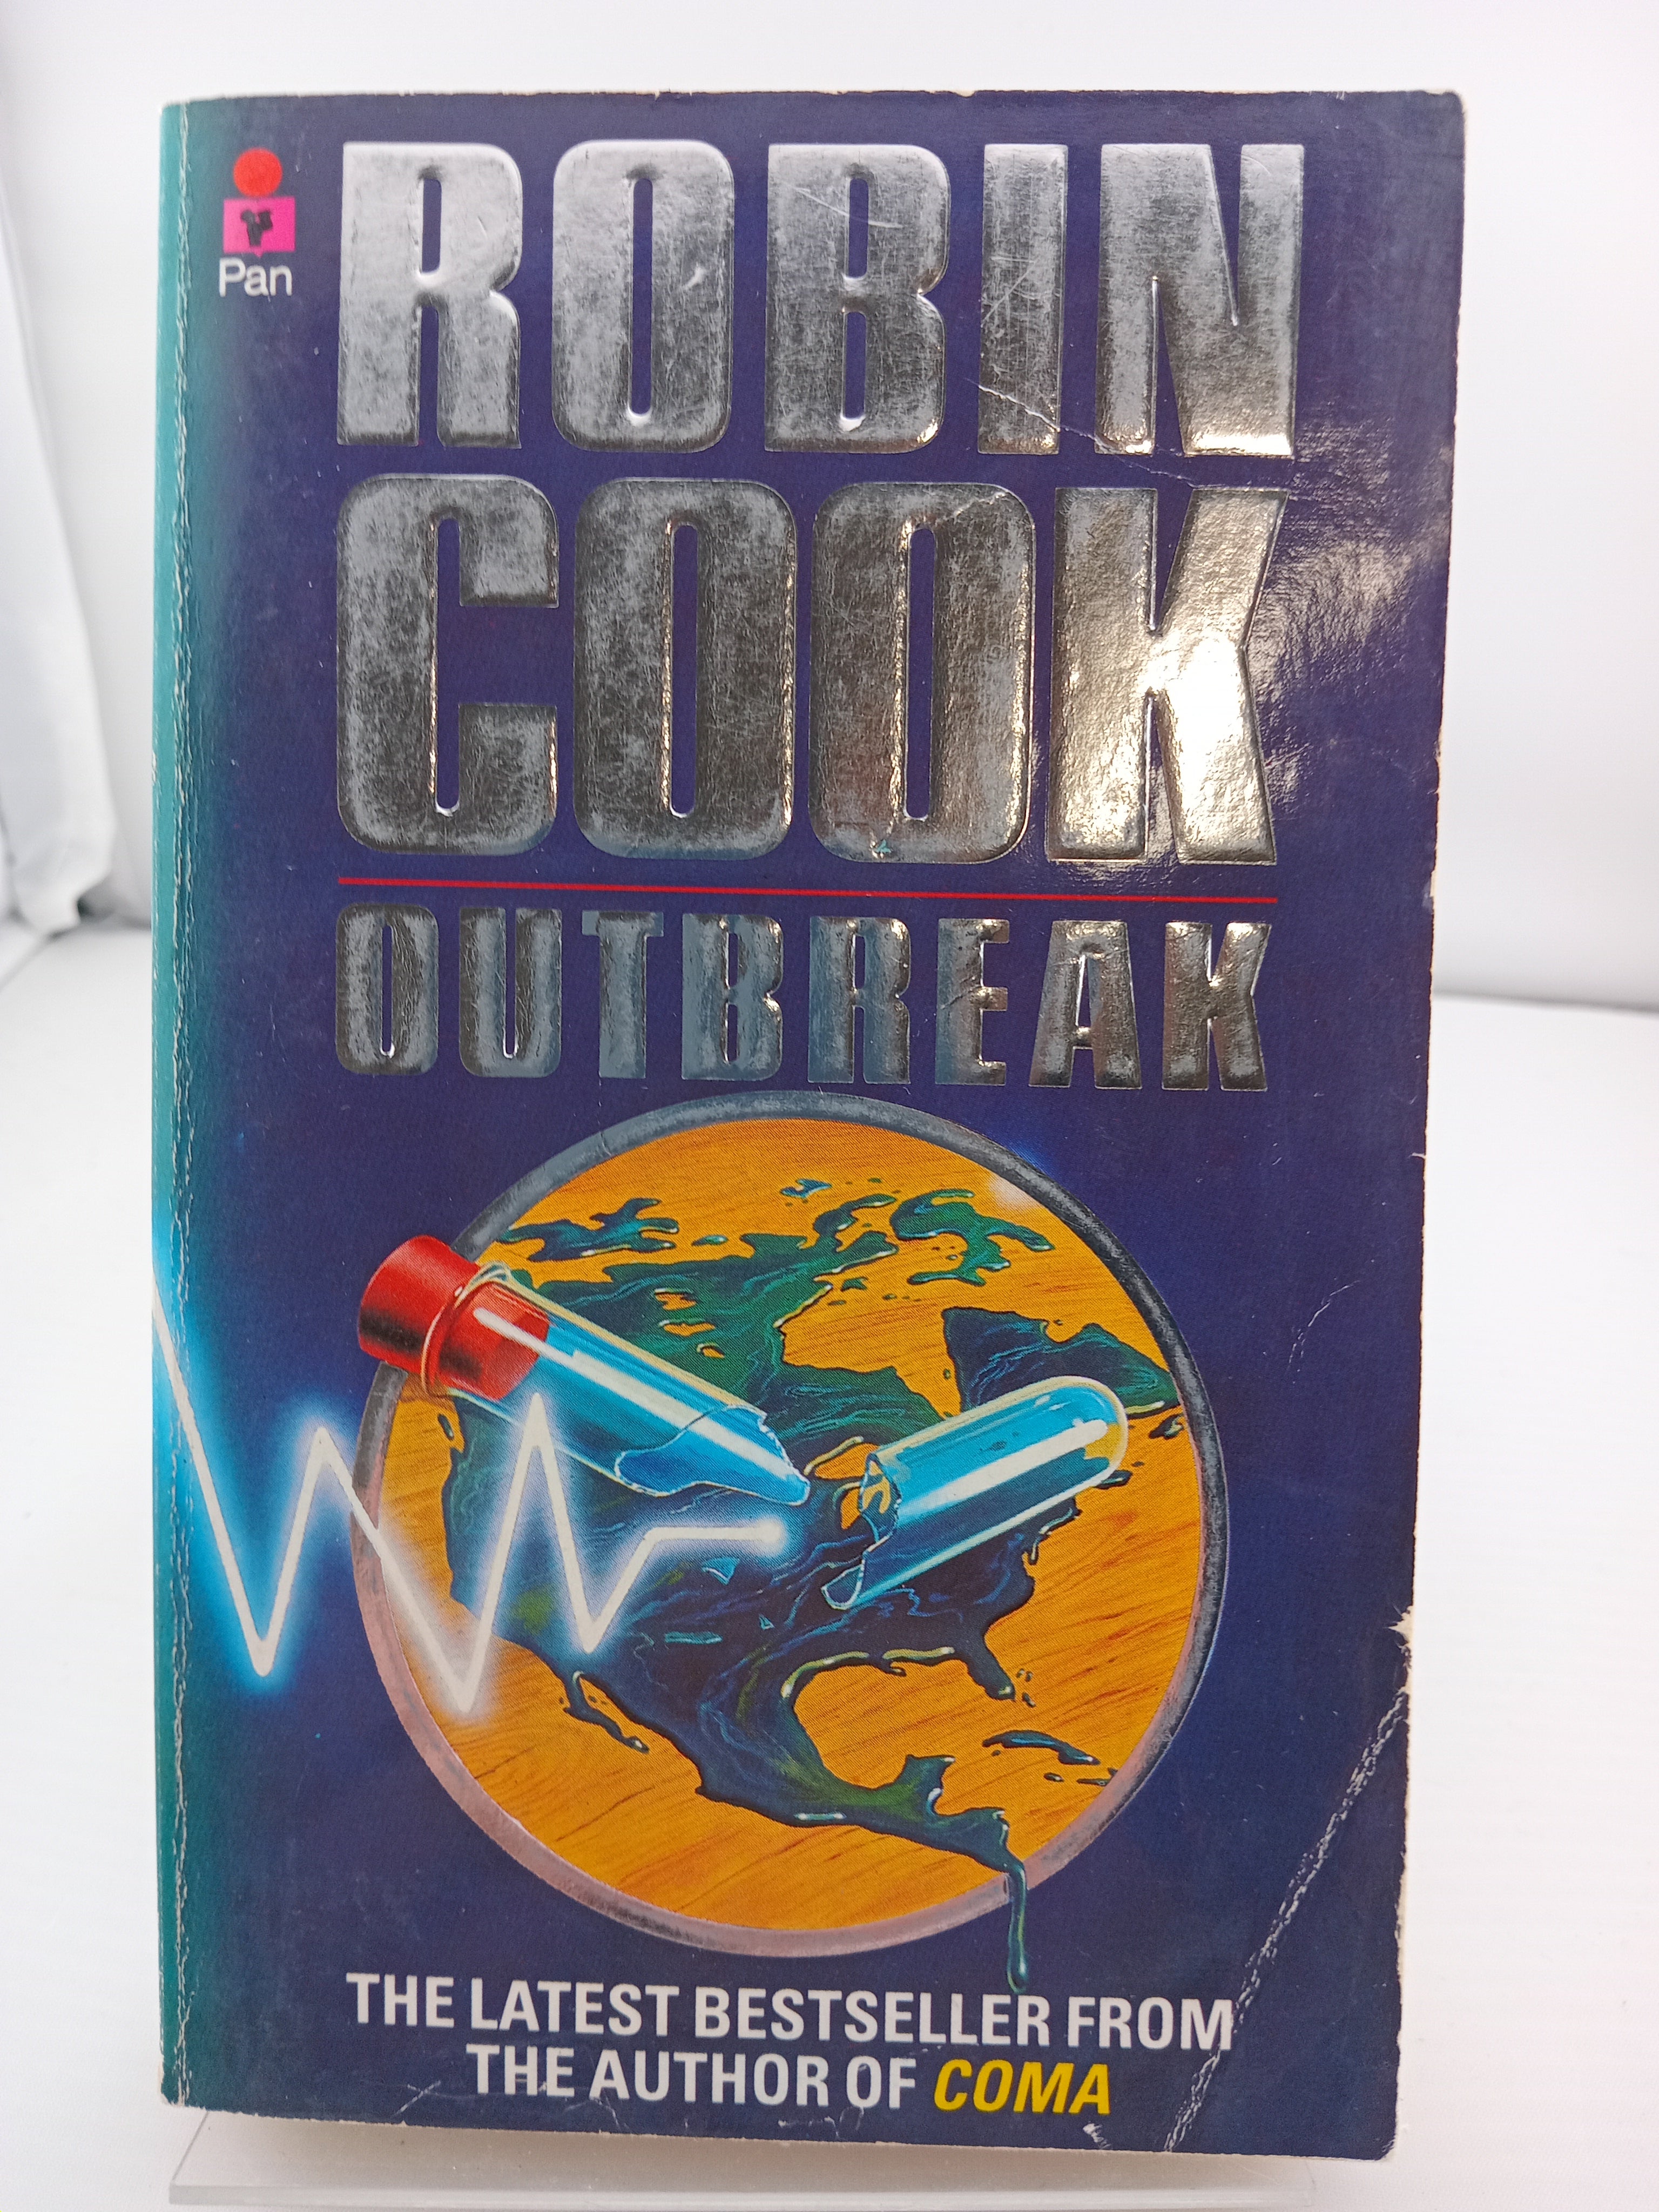 Pan
ROBIN
COOK
OUTBREAK
THE LATEST BESTSELLER FROM
THE AUTHOR OF COMA